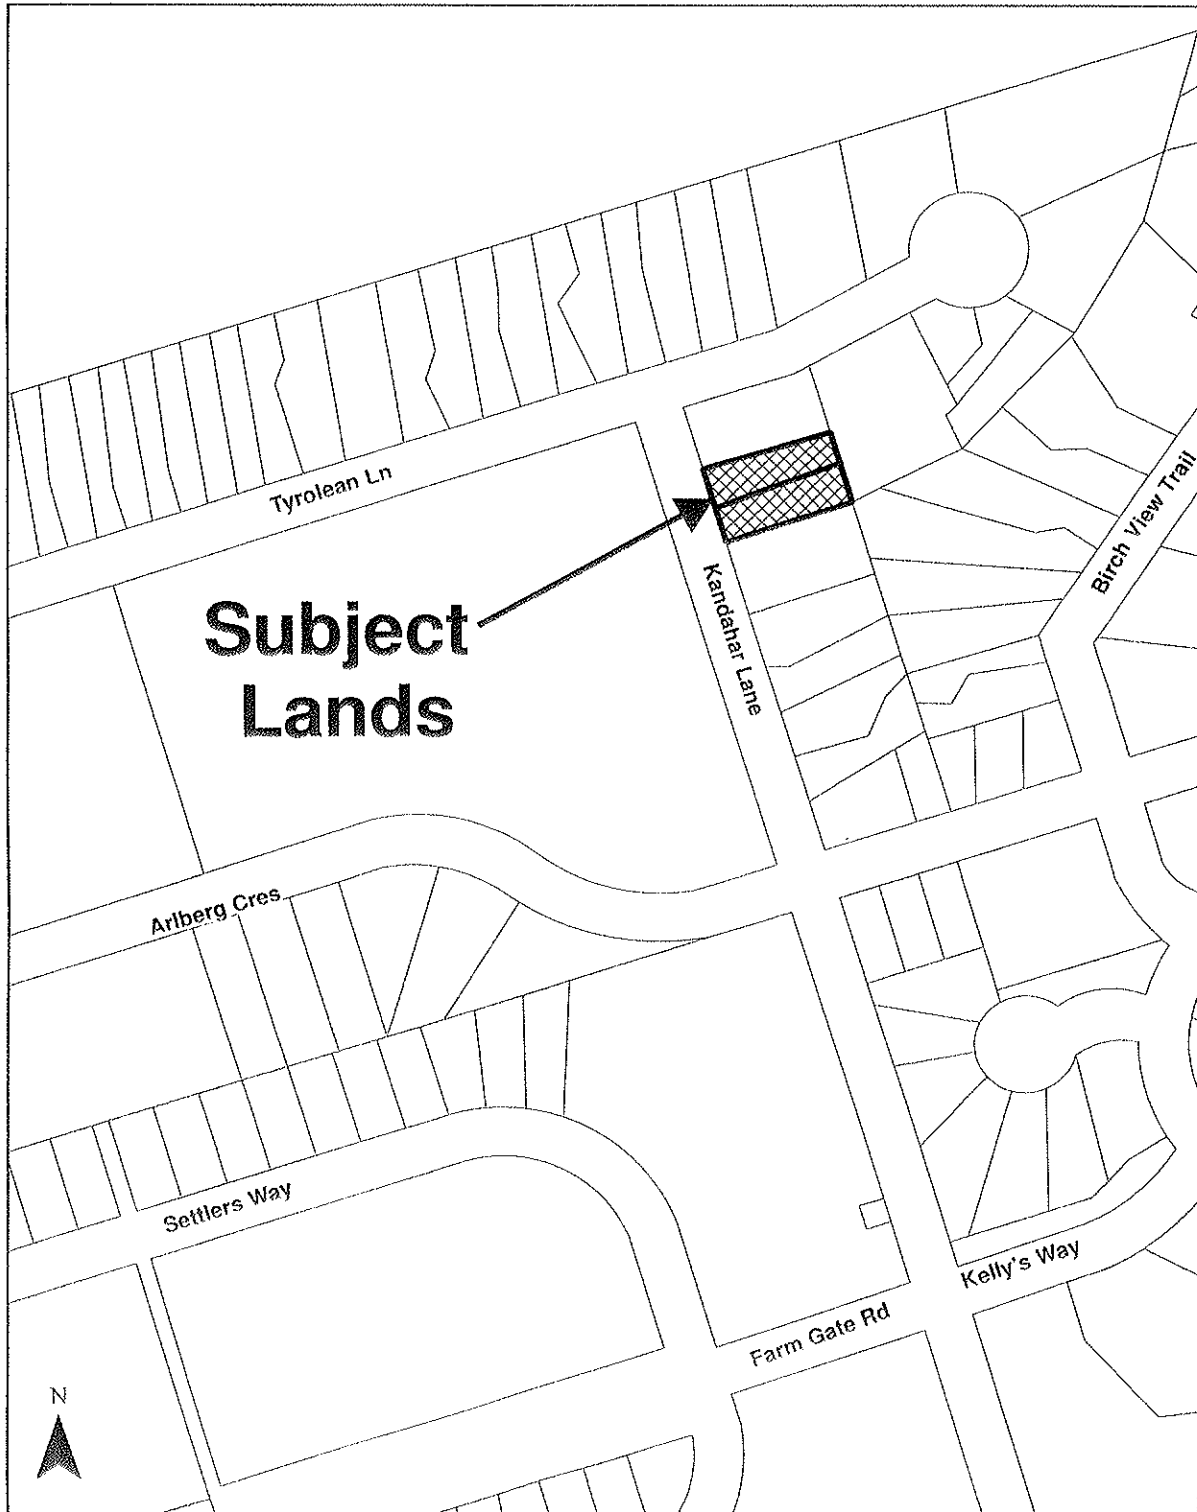 Tyrolean Ln
Birch View Trail
Kandahar Lane
Subject
Lands
Arlberg Cres
Settlers Way
Kelly's Way
Farm Gate Rd
N